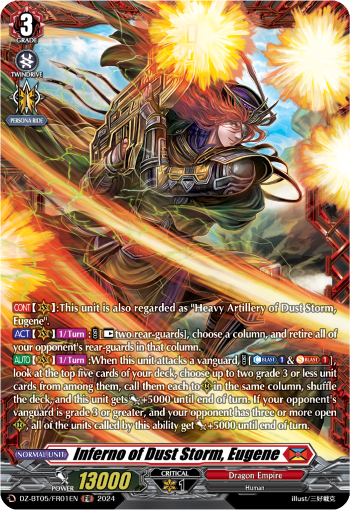 3
GRADE
TWINDRIVE
PERSONA RIDE
CONT【】:This unit is also regarded as "Heavy Artillery of Dust Storm,
Eugene".
ACT【】1/Turn :[two rear-guards], choose a column, and retire all of
your opponent's rear-guards in that column.
AUTO【】1/Turn :When this unit attacks a vanguard, [BLAST 1 & BLAST 1],
look at the top five cards of your deck, choose up to two grade 3 or less unit
cards from among them, call them each to in the same column, shuffle
the deck, and this unit gets +5000 until end of turn. If your opponent's
vanguard is grade 3 or greater, and your opponent has three or more open
, all of the units called by this ability get +5000 until end of turn.
NORMAL UNIT Inferno of Dust Storm, Eugene
POWER 13000 CRITICAL 1 Dragon Empire
Human
DZ-BT05/FR01EN FR 2024 illust/三好載克